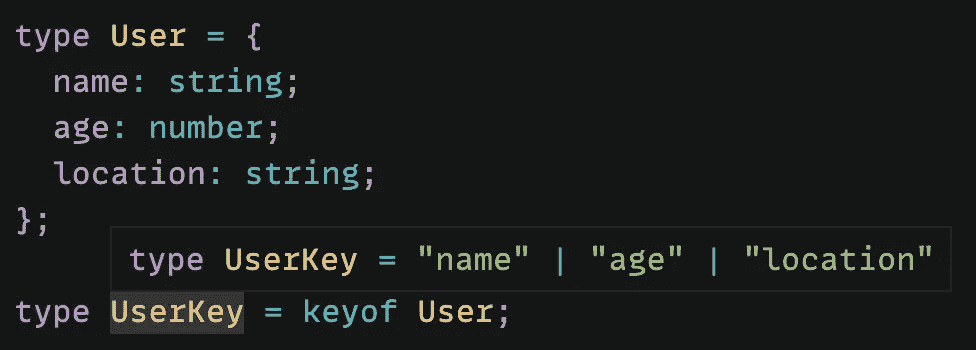 type User = {
  name: string;
  age: number;
  location: string;
};
type UserKey = "name" | "age" | "location"
type UserKey = keyof User;